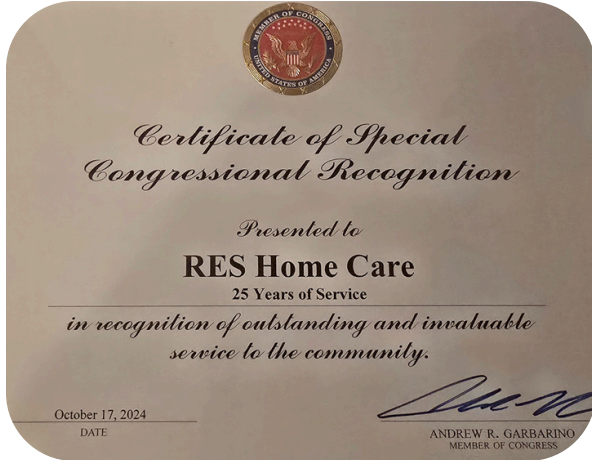 MEMBER OF CONGRESS
UNITED STATES OF AMERICA
Certificate of Special
Congressional Recognition
Presented to
RES Home Care
25 Years of Service
in recognition of outstanding and invaluable
service to the community.
October 17, 2024
DATE
ANDREW R. GARBARINO
MEMBER OF CONGRESS